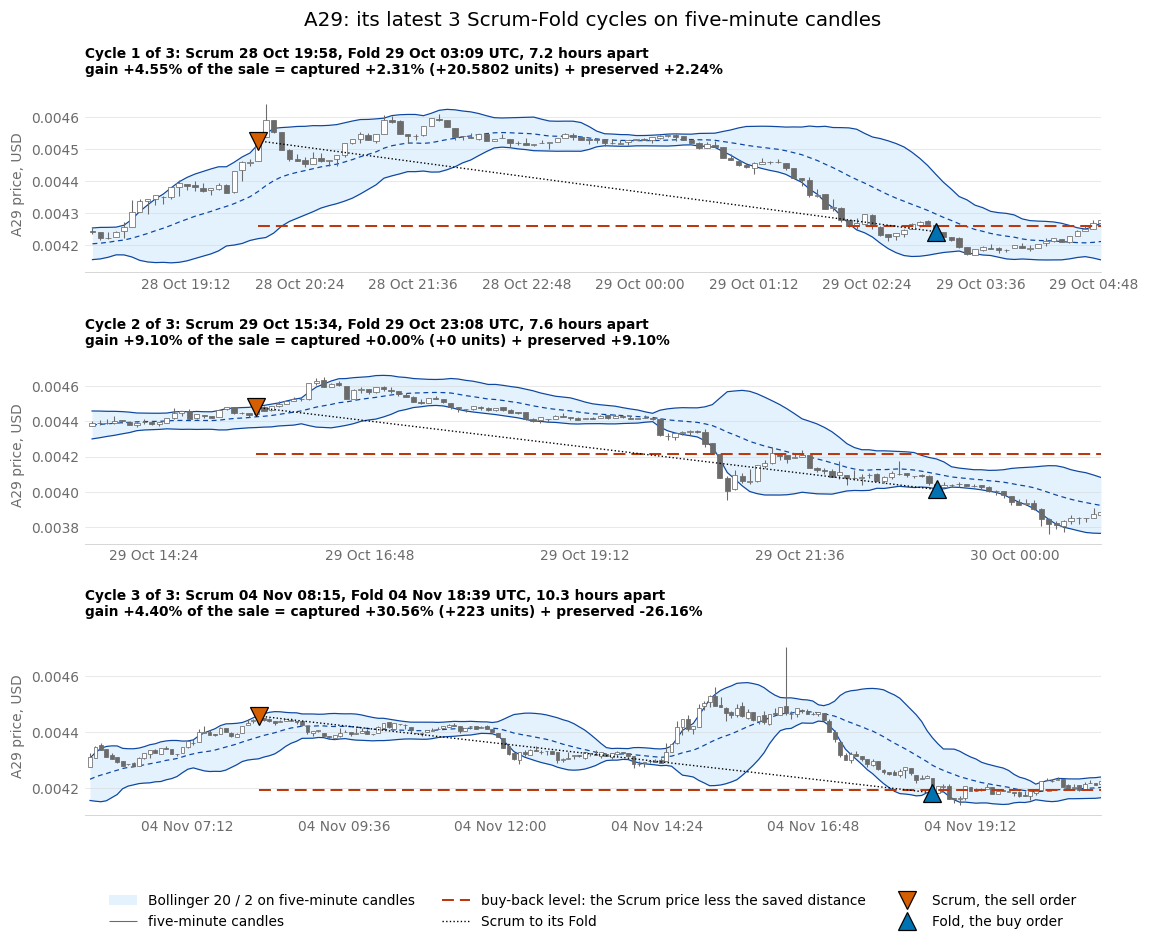 A29: its latest 3 Scrum-Fold cycles on five-minute candles
Cycle 1 of 3: Scrum 28 Oct 19:58, Fold 29 Oct 03:09 UTC, 7.2 hours apart
gain +4.55% of the sale = captured +2.31% (+20.5802 units) + preserved +2.24%
A29 price, USD
0.0046
0.0045
0.0044
0.0043
0.0042
28 Oct 19:12
28 Oct 20:24
28 Oct 21:36
28 Oct 22:48
29 Oct 00:00
29 Oct 01:12
29 Oct 02:24
29 Oct 03:36
29 Oct 04:48
Cycle 2 of 3: Scrum 29 Oct 15:34, Fold 29 Oct 23:08 UTC, 7.6 hours apart
gain +9.10% of the sale = captured +0.00% (+0 units) + preserved +9.10%
A29 price, USD
0.0046
0.0044
0.0042
0.0040
0.0038
29 Oct 14:24
29 Oct 16:48
29 Oct 19:12
29 Oct 21:36
30 Oct 00:00
Cycle 3 of 3: Scrum 04 Nov 08:15, Fold 04 Nov 18:39 UTC, 10.3 hours apart
gain +4.40% of the sale = captured +30.56% (+223 units) + preserved -26.16%
A29 price, USD
0.0046
0.0044
0.0042
04 Nov 07:12
04 Nov 09:36
04 Nov 12:00
04 Nov 14:24
04 Nov 16:48
04 Nov 19:12
Bollinger 20 / 2 on five-minute candles
five-minute candles
buy-back level: the Scrum price less the saved distance
Scrum to its Fold
Scrum, the sell order
Fold, the buy order